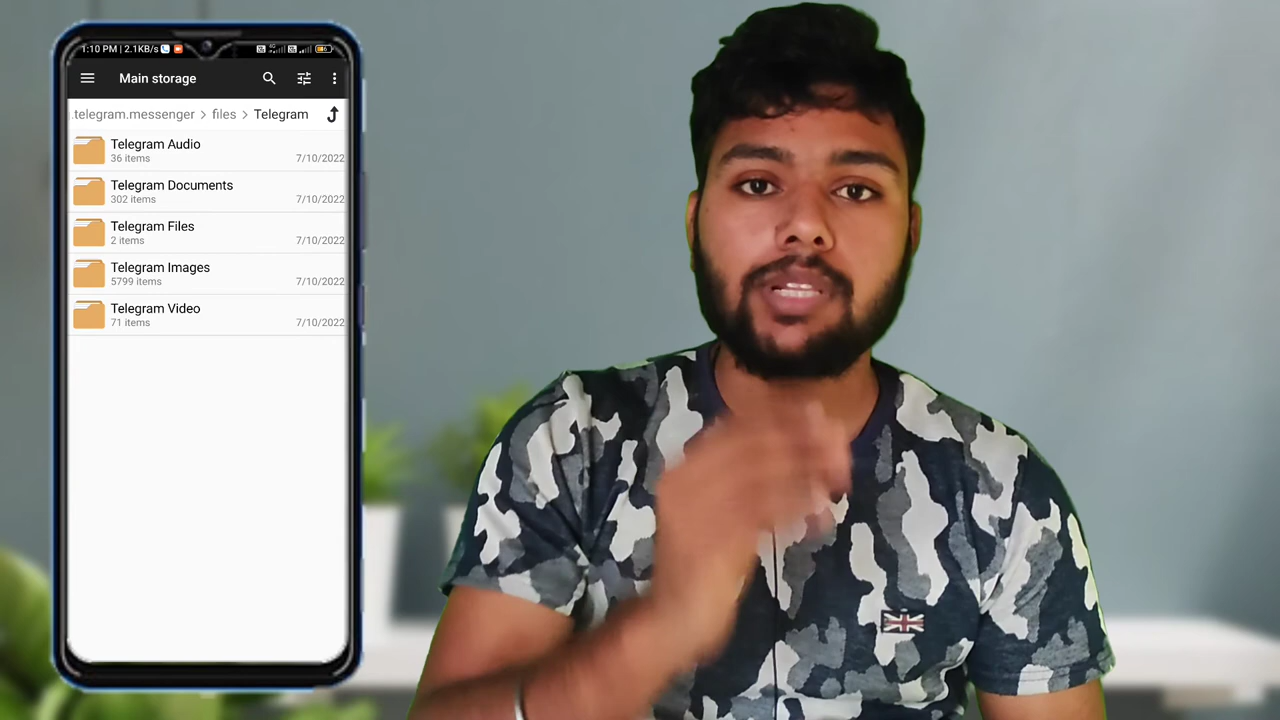 1:10 PM | 2.1KB/s
Main storage
.telegram.messenger > files > Telegram
Telegram Audio
36 items 7/10/2022
Telegram Documents
302 items 7/10/2022
Telegram Files
2 items 7/10/2022
Telegram Images
5799 items 7/10/2022
Telegram Video
71 items 7/10/2022